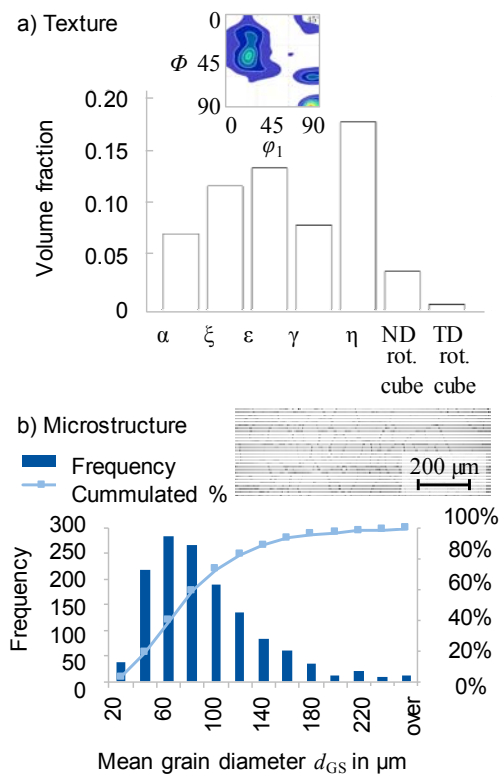 a) Texture
0
Φ 45
90
0 45 90
φ1
0.20
0.15
0.10
0.05
0
Volume fraction
α ξ ε γ η ND rot. cube TD rot. cube
b) Microstructure
200 µm
Frequency
Cummulated %
300
250
200
150
100
50
0
Frequency
100%
80%
60%
40%
20%
0%
20 60 100 140 180 220 over
Mean grain diameter dGS in µm